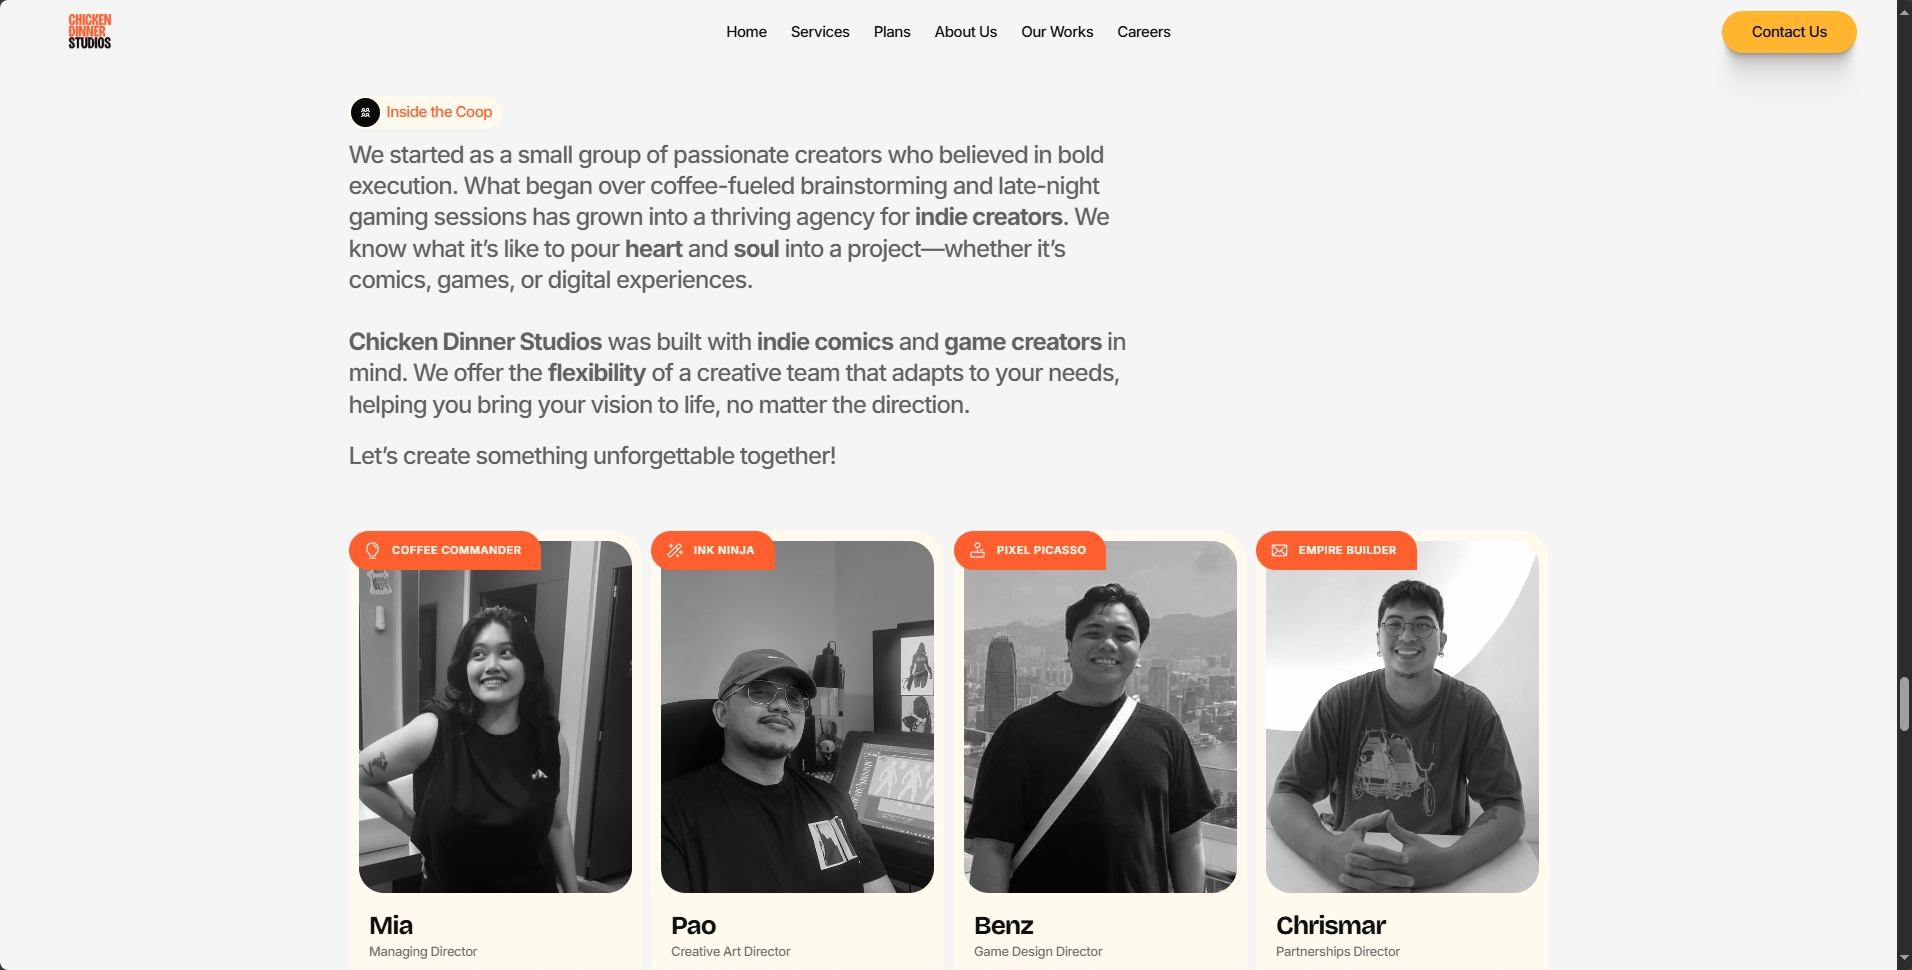 CHICKEN
DINNER
STUDIOS
Home
Services
Plans
About Us
Our Works
Careers
Contact Us
Inside the Coop
We started as a small group of passionate creators who believed in bold
execution. What began over coffee-fueled brainstorming and late-night
gaming sessions has grown into a thriving agency for indie creators. We
know what it’s like to pour heart and soul into a project—whether it’s
comics, games, or digital experiences.
Chicken Dinner Studios was built with indie comics and game creators in
mind. We offer the flexibility of a creative team that adapts to your needs,
helping you bring your vision to life, no matter the direction.
Let’s create something unforgettable together!
COFFEE COMMANDER
Mia
Managing Director
INK NINJA
Pao
Creative Art Director
PIXEL PICASSO
Benz
Game Design Director
EMPIRE BUILDER
Chrismar
Partnerships Director